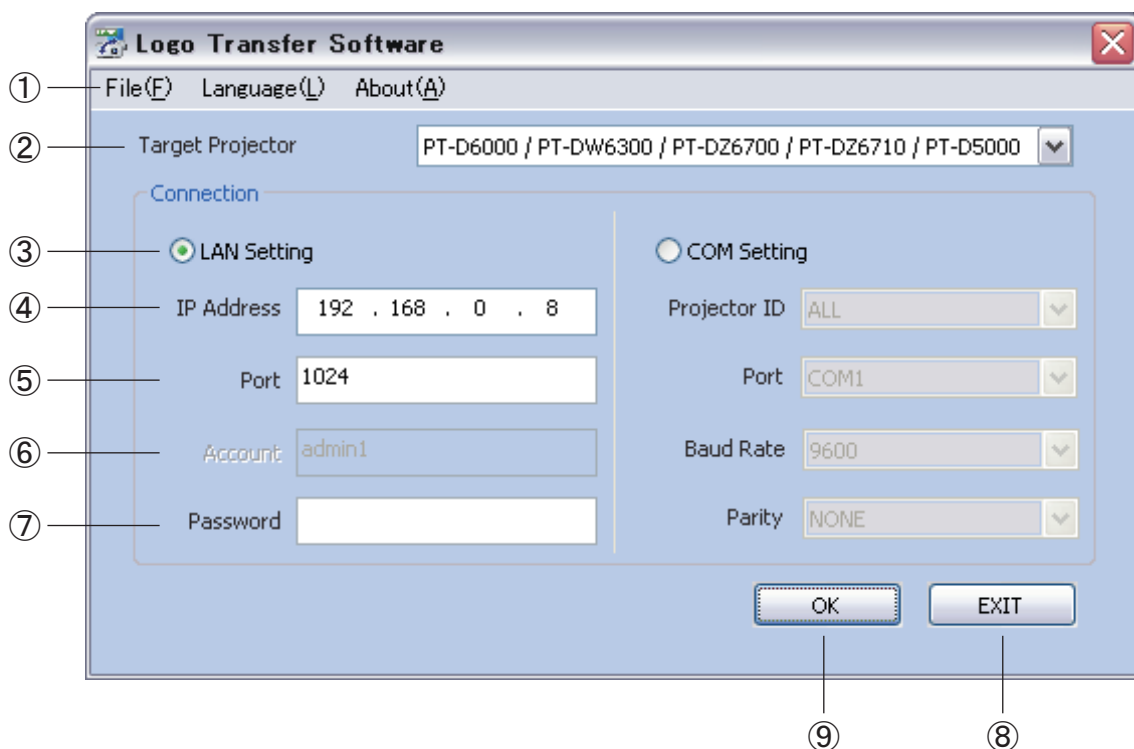 Logo Transfer Software
① File(F) Language(L) About(A)
② Target Projector PT-D6000 / PT-DW6300 / PT-DZ6700 / PT-DZ6710 / PT-D5000
Connection
③ LAN Setting COM Setting
④ IP Address 192 . 168 . 0 . 8 Projector ID ALL
⑤ Port 1024 Port COM1
⑥ Account admin1 Baud Rate 9600
⑦ Password Parity NONE
OK EXIT
⑨ ⑧